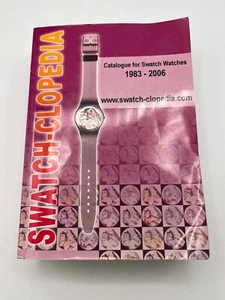 SWATCH-CLOPEDIA
Catalogue for Swatch Watches
1983 - 2006
www.swatch-clopedia.com